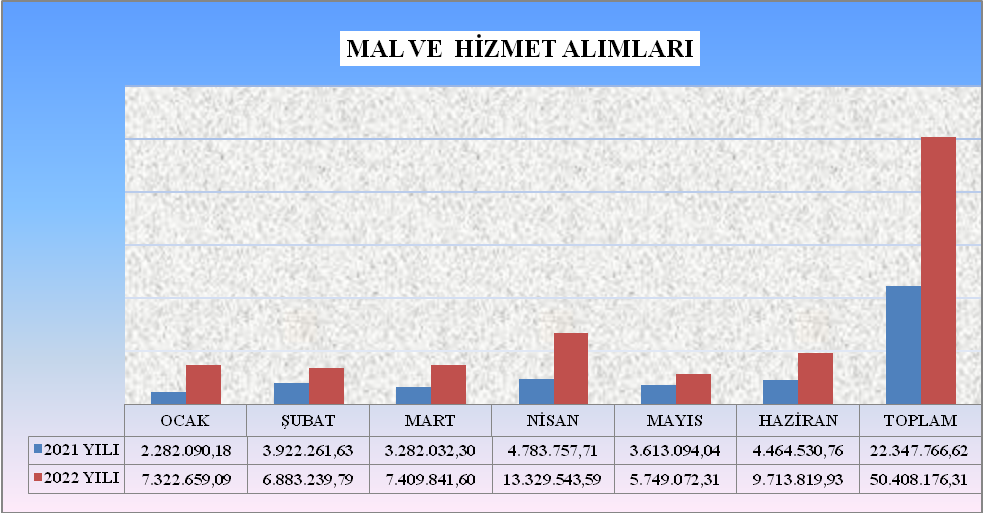 MAL VE HİZMET ALIMLARI
OCAK ŞUBAT MART NİSAN MAYIS HAZİRAN TOPLAM
2021 YILI 2.282.090,18 3.922.261,63 3.282.032,30 4.783.757,71 3.613.094,04 4.464.530,76 22.347.766,62
2022 YILI 7.322.659,09 6.883.239,79 7.409.841,60 13.329.543,59 5.749.072,31 9.713.819,93 50.408.176,31